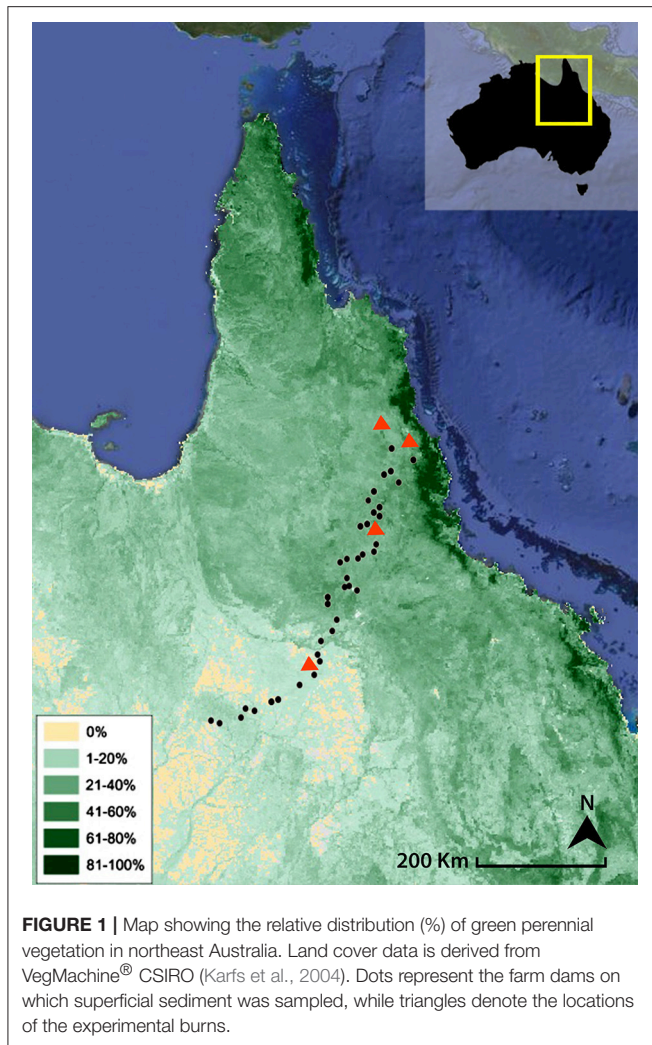 0%
1-20%
21-40%
41-60%
61-80%
81-100%
N
200 Km
FIGURE 1 | Map showing the relative distribution (%) of green perennial
vegetation in northeast Australia. Land cover data is derived from
VegMachine® CSIRO (Karfs et al., 2004). Dots represent the farm dams on
which superficial sediment was sampled, while triangles denote the locations
of the experimental burns.